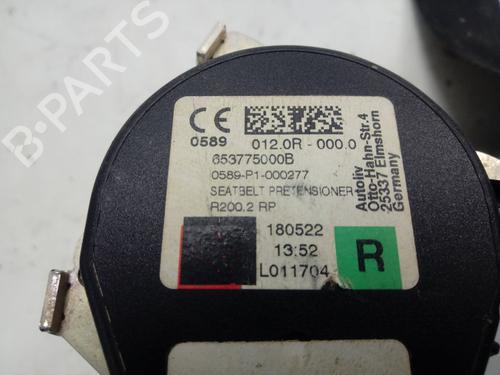 B-PARTS
CE
0589
012.0R - 000.0
653775000B
0589-P1-000277
SEATBELT PRETENSIONER
R200.2 RP
180522
13:52
L011704
R
Autoliv
Otto-Hahn-Str.4
25337 Elmshorn
Germany